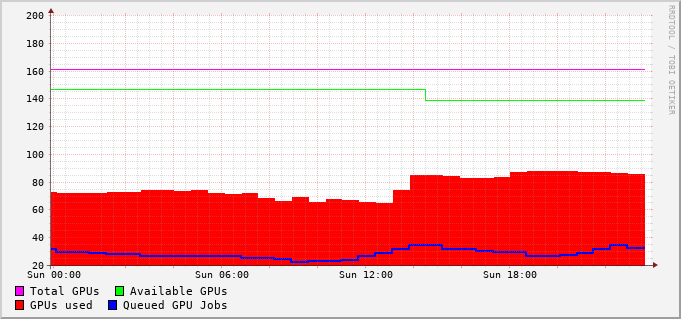 RRDTOOL / TOBI OETIKER
200
180
160
140
120
100
80
60
40
20
Sun 00:00 Sun 06:00 Sun 12:00 Sun 18:00
Total GPUs Available GPUs
GPUs used Queued GPU Jobs